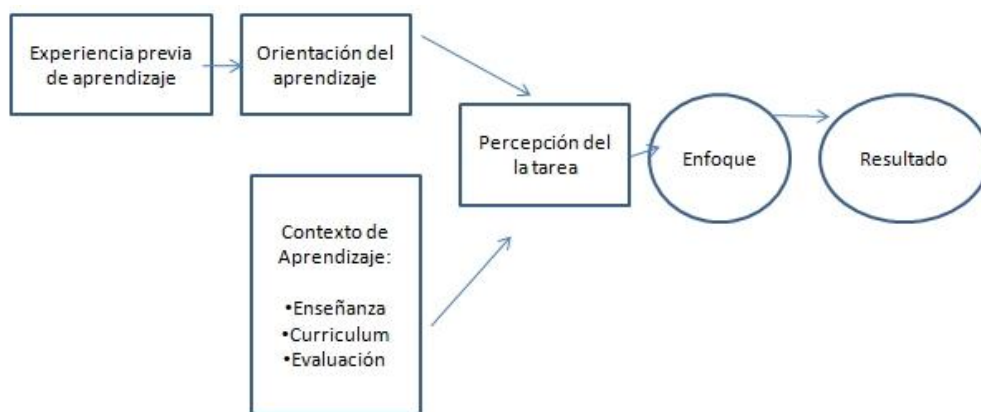 Experiencia previa
de aprendizaje
Orientación del
aprendizaje
Percepción del
la tarea
Enfoque
Resultado
Contexto de
Aprendizaje:
•Enseñanza
•Curriculum
•Evaluación